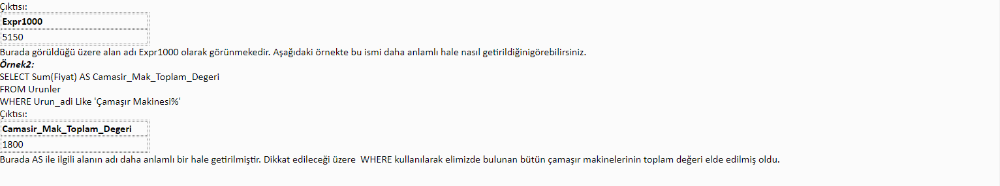 Çıktısı:
Expr1000
5150
Burada görüldüğü üzere alan adı Expr1000 olarak görünmekedir. Aşağıdaki örnekte bu ismi daha anlamlı hale nasıl getirildiğinigörebilirsiniz.
Örnek2:
SELECT Sum(Fiyat) AS Camasir_Mak_Toplam_Degeri
FROM Urunler
WHERE Urun_adi Like 'Çamaşır Makinesi%'
Çıktısı:
Camasir_Mak_Toplam_Degeri
1800
Burada AS ile ilgili alanın adı daha anlamlı bir hale getirilmiştir. Dikkat edileceği üzere  WHERE kullanılarak elimizde bulunan bütün çamaşır makinelerinin toplam değeri elde edilmiş oldu.